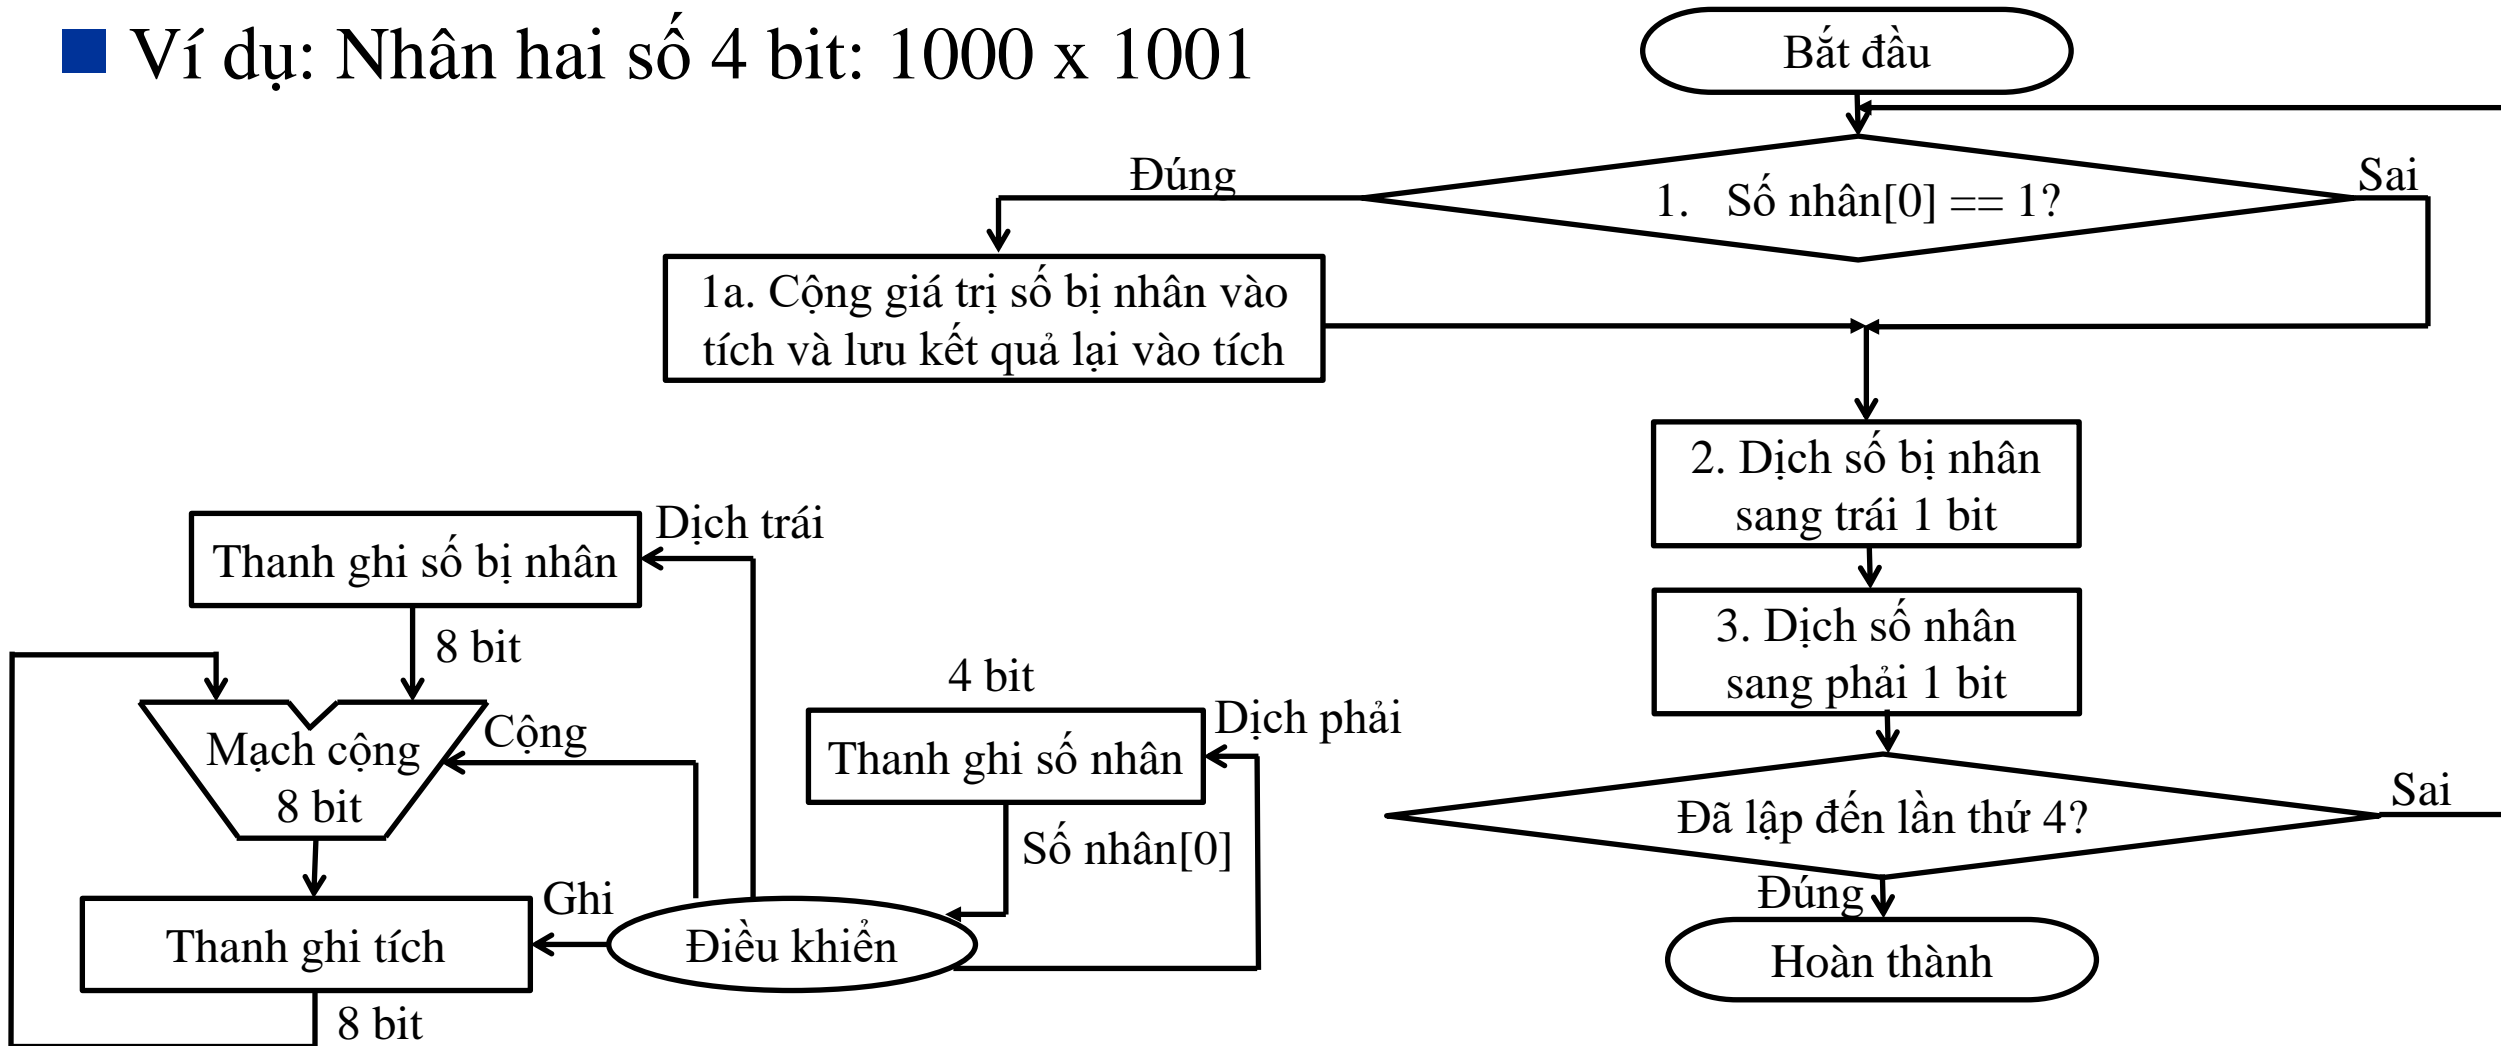 Ví dụ: Nhân hai số 4 bit: 1000 x 1001
Bắt đầu
Đúng
1. Số nhân[0] == 1?
Sai
1a. Cộng giá trị số bị nhân vào
tích và lưu kết quả lại vào tích
2. Dịch số bị nhân
sang trái 1 bit
3. Dịch số nhân
sang phải 1 bit
Đã lập đến lần thứ 4?
Sai
Đúng
Hoàn thành
Dịch trái
Thanh ghi số bị nhân
8 bit
Mạch cộng
8 bit
Cộng
4 bit
Thanh ghi số nhân
Dịch phải
Số nhân[0]
Ghi
Thanh ghi tích
Điều khiển
8 bit